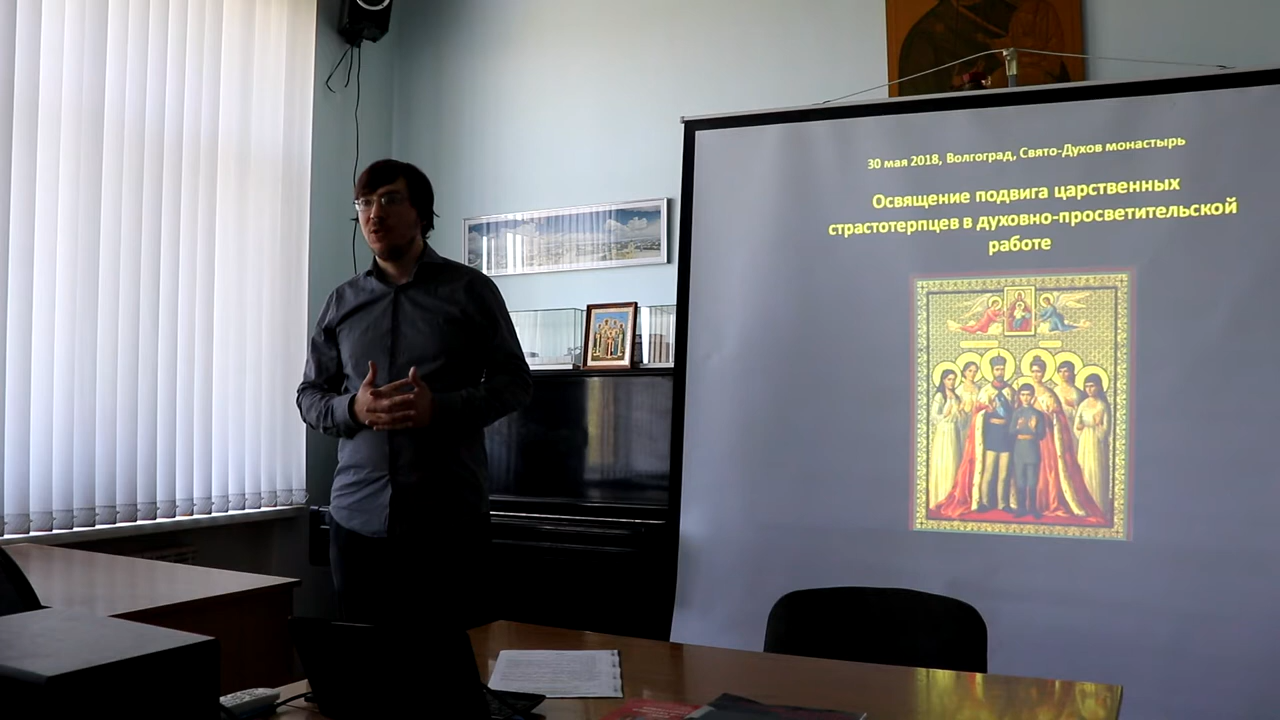 30 мая 2018, Волгоград, Свято-Духов монастырь
Освящение подвига царственных
страстотерпцев в духовно-просветительской
работе